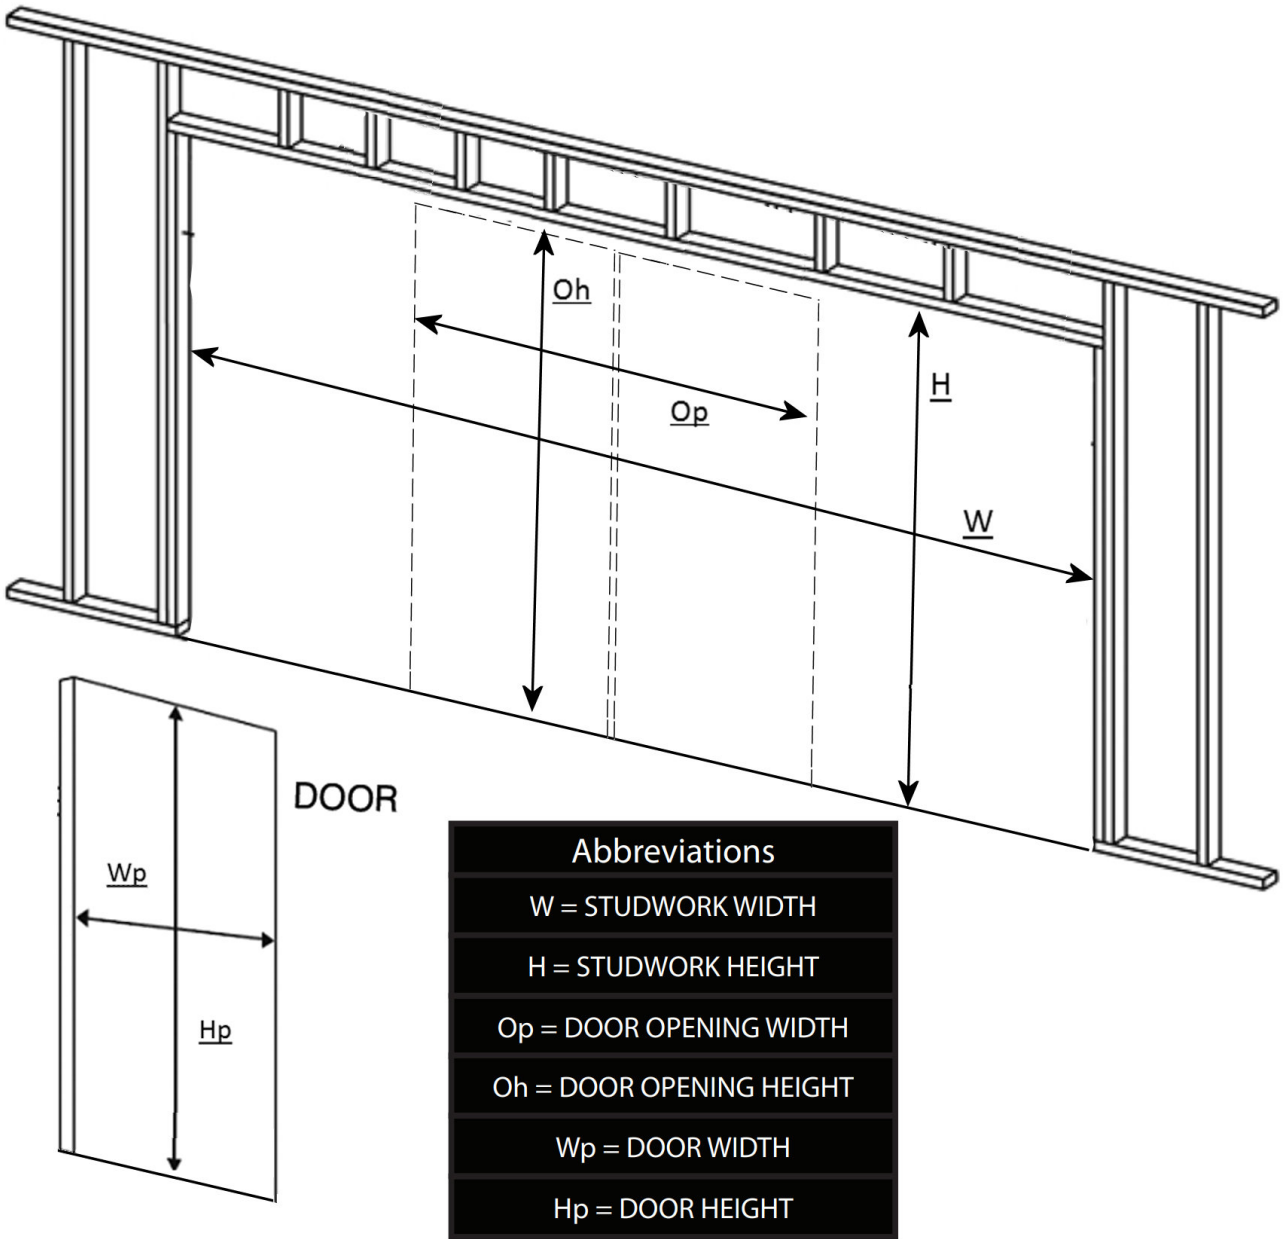 Oh
H
Op
W
DOOR
Wp
Hp
Abbreviations
W = STUDWORK WIDTH
H = STUDWORK HEIGHT
Op = DOOR OPENING WIDTH
Oh = DOOR OPENING HEIGHT
Wp = DOOR WIDTH
Hp = DOOR HEIGHT